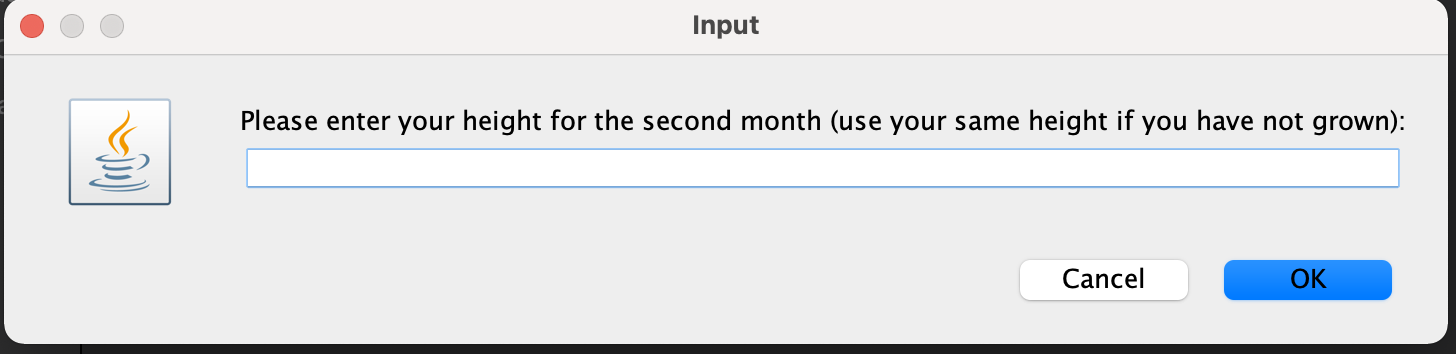 Input
Please enter your height for the second month (use your same height if you have not grown):
Cancel
OK